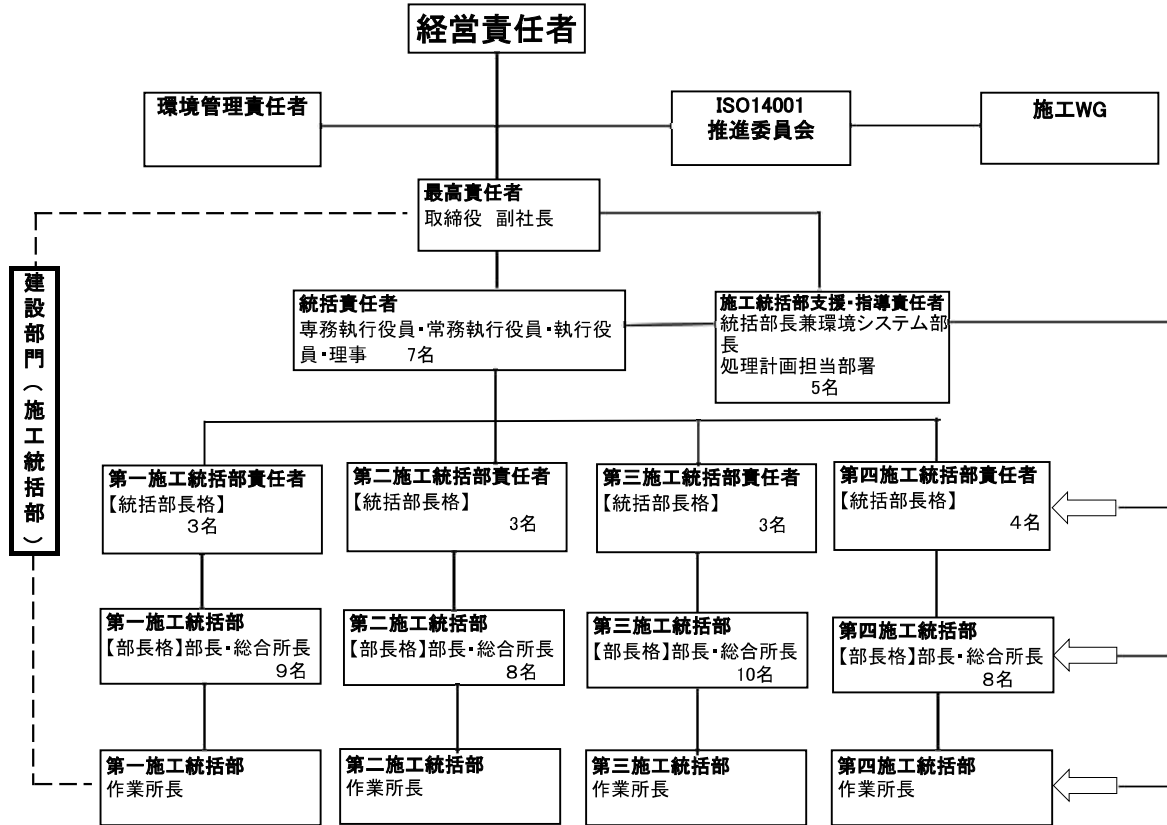 経営責任者
環境管理責任者
ISO14001
推進委員会
施工WG
最高責任者
取締役 副社長
建設部門（施工統括部）
統括責任者
専務執行役員・常務執行役員・執行役
員・理事 7名
施工統括部支援・指導責任者
統括部長兼環境システム部
長
処理計画担当部署
5名
第一施工統括部責任者
【統括部長格】
３名
第二施工統括部責任者
【統括部長格】
3名
第三施工統括部責任者
【統括部長格】
3名
第四施工統括部責任者
【統括部長格】
4名
第一施工統括部
【部長格】部長・総合所長
９名
第二施工統括部
【部長格】部長・総合所長
8名
第三施工統括部
【部長格】部長・総合所長
10名
第四施工統括部
【部長格】部長・総合所長
８名
第一施工統括部
作業所長
第二施工統括部
作業所長
第三施工統括部
作業所長
第四施工統括部
作業所長